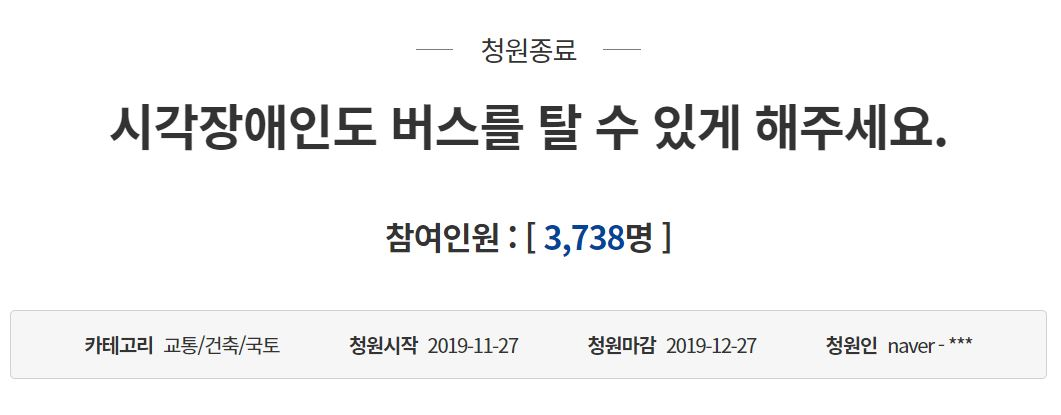 청원종료
시각장애인도 버스를 탈 수 있게 해주세요.
참여인원 : [ 3,738명 ]
카테고리 교통/건축/국토 청원시작 2019-11-27 청원마감 2019-12-27 청원인 naver - ***